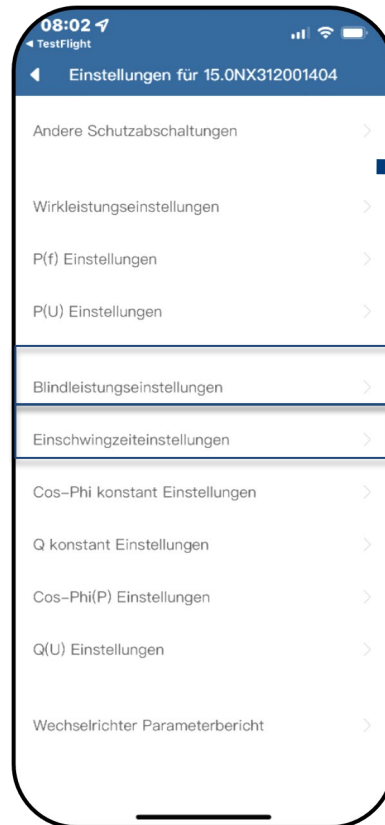 08:02
◀ TestFlight
Einstellungen für 15.0NX312001404
Andere Schutzabschaltungen
Wirkleistungseinstellungen
P(f) Einstellungen
P(U) Einstellungen
Blindleistungseinstellungen
Einschwingzeiteinstellungen
Cos-Phi konstant Einstellungen
Q konstant Einstellungen
Cos-Phi(P) Einstellungen
Q(U) Einstellungen
Wechselrichter Parameterbericht